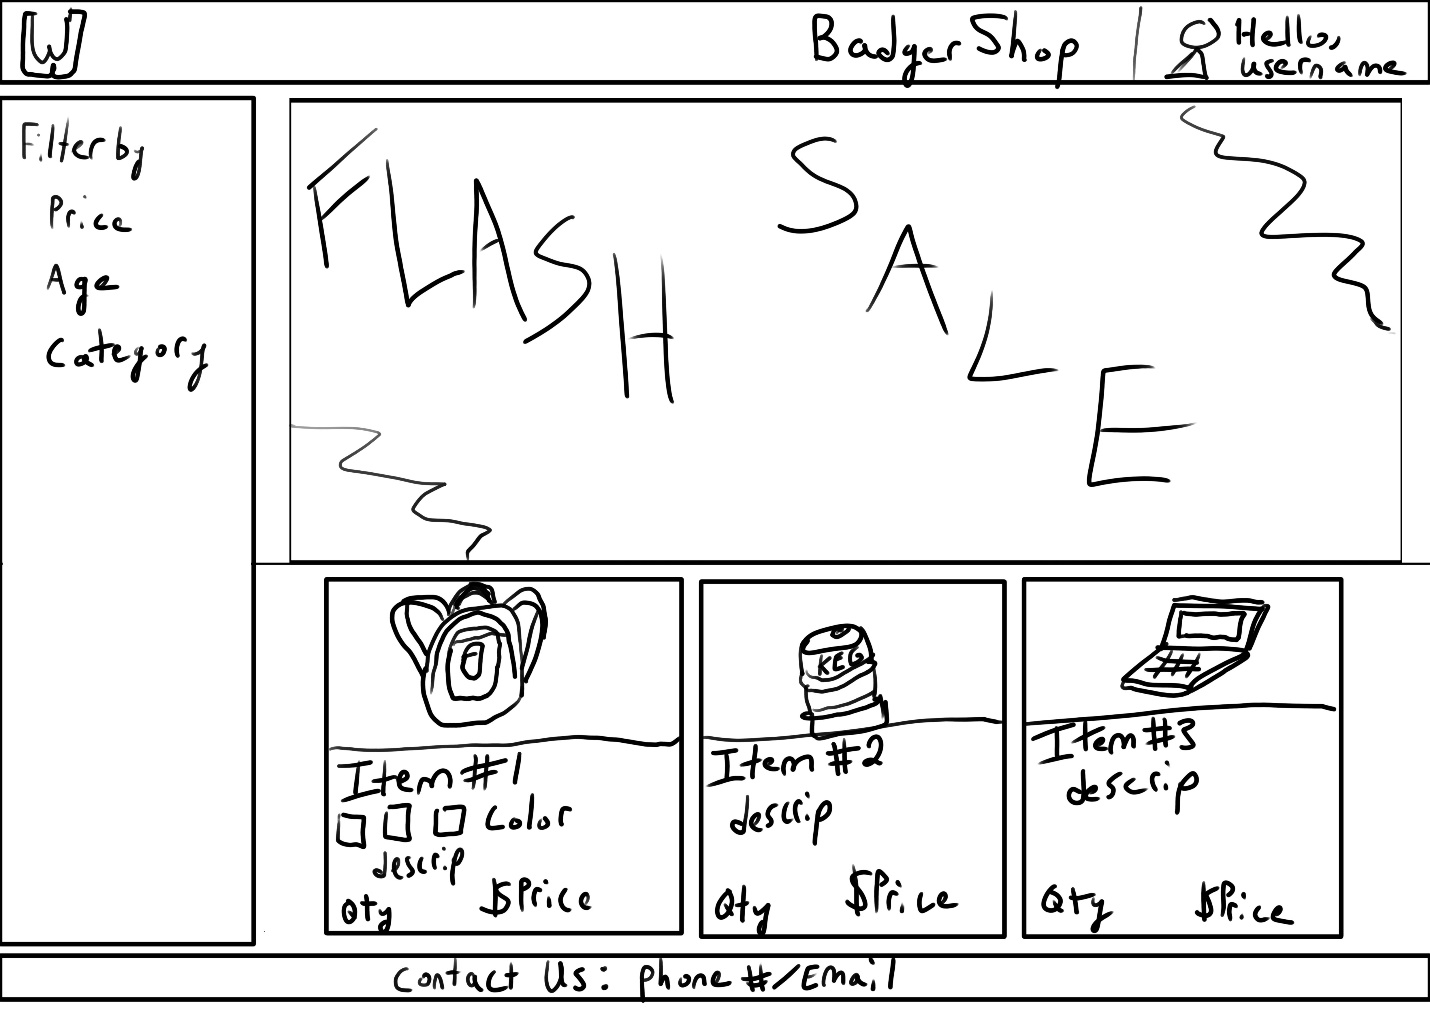 W
BadgerShop
Hello,
username
Filter by
Price
Age
Category
FLASH SALE
KEG
Item #1
color
descrip
Qty $Price
Item #2
descrip
Qty $Price
Item #3
descrip
Qty $Price
Contact Us: phone #/Email